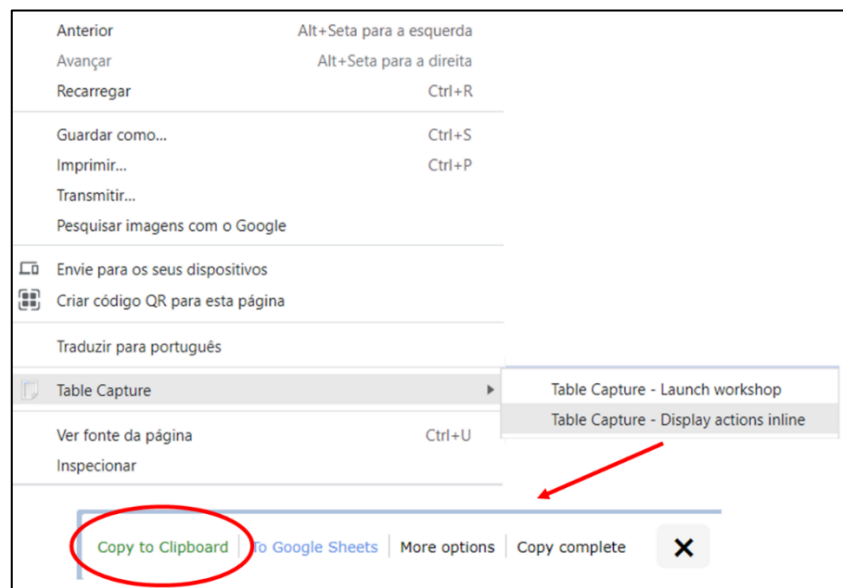 Anterior Alt+Seta para a esquerda
Avançar Alt+Seta para a direita
Recarregar Ctrl+R
Guardar como... Ctrl+S
Imprimir... Ctrl+P
Transmitir...
Pesquisar imagens com o Google
Envie para os seus dispositivos
Criar código QR para esta página
Traduzir para português
Table Capture
Table Capture - Launch workshop
Table Capture - Display actions inline
Ver fonte da página Ctrl+U
Inspecionar
Copy to Clipboard To Google Sheets More options Copy complete X